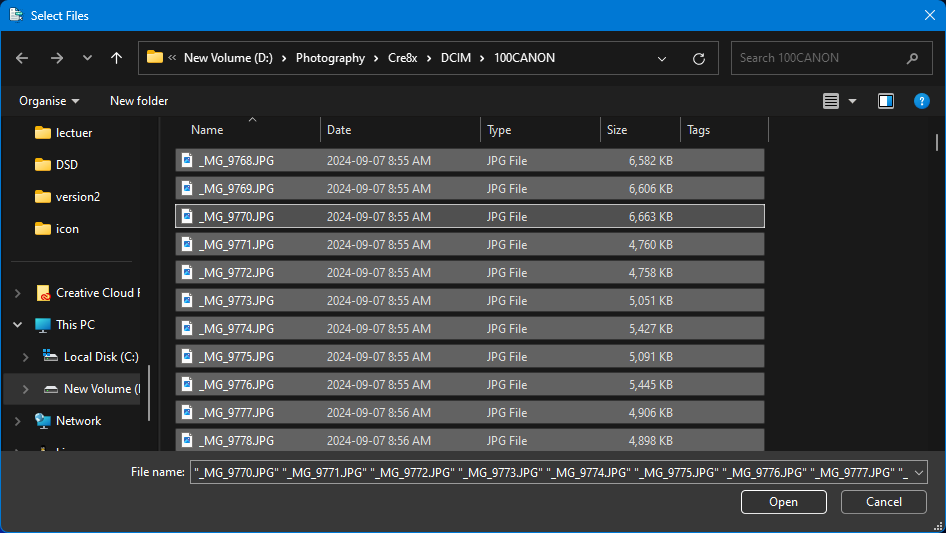 Select Files
« New Volume (D:) › Photography › Cre8x › DCIM › 100CANON
Search 100CANON
Organise New folder
Name Date Type Size Tags
lectuer
DSD
version2
icon
Creative Cloud F
This PC
Local Disk (C:)
New Volume (
Network
_MG_9768.JPG 2024-09-07 8:55 AM JPG File 6,582 KB
_MG_9769.JPG 2024-09-07 8:55 AM JPG File 6,606 KB
_MG_9770.JPG 2024-09-07 8:55 AM JPG File 6,663 KB
_MG_9771.JPG 2024-09-07 8:55 AM JPG File 4,760 KB
_MG_9772.JPG 2024-09-07 8:55 AM JPG File 4,758 KB
_MG_9773.JPG 2024-09-07 8:55 AM JPG File 5,051 KB
_MG_9774.JPG 2024-09-07 8:55 AM JPG File 5,427 KB
_MG_9775.JPG 2024-09-07 8:55 AM JPG File 5,091 KB
_MG_9776.JPG 2024-09-07 8:55 AM JPG File 5,445 KB
_MG_9777.JPG 2024-09-07 8:56 AM JPG File 4,906 KB
_MG_9778.JPG 2024-09-07 8:56 AM JPG File 4,898 KB
File name: "_MG_9770.JPG" "_MG_9771.JPG" "_MG_9772.JPG" "_MG_9773.JPG" "_MG_9774.JPG" "_MG_9775.JPG" "_MG_9776.JPG" "_MG_9777.JPG" "_
Open Cancel